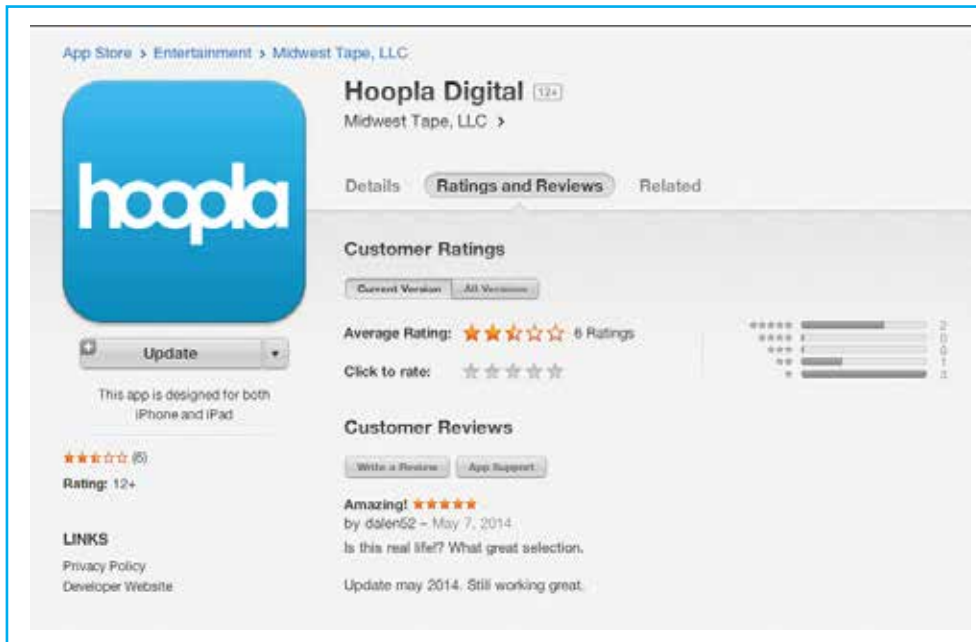 App Store > Entertainment > Midwest Tape, LLC
hoopla
Update
This app is designed for both
iPhone and iPad
(6)
Rating: 12+
LINKS
Privacy Policy
Developer Website
Hoopla Digital 12+
Midwest Tape, LLC >
Details Ratings and Reviews Related
Customer Ratings
Current Version All Versions
Average Rating: 6 Ratings
Click to rate:
2
0
0
1
3
Customer Reviews
Write a Review App Support
Amazing!
by dalen52 – May 7, 2014
Is this real life!? What great selection.
Update may 2014. Still working great.